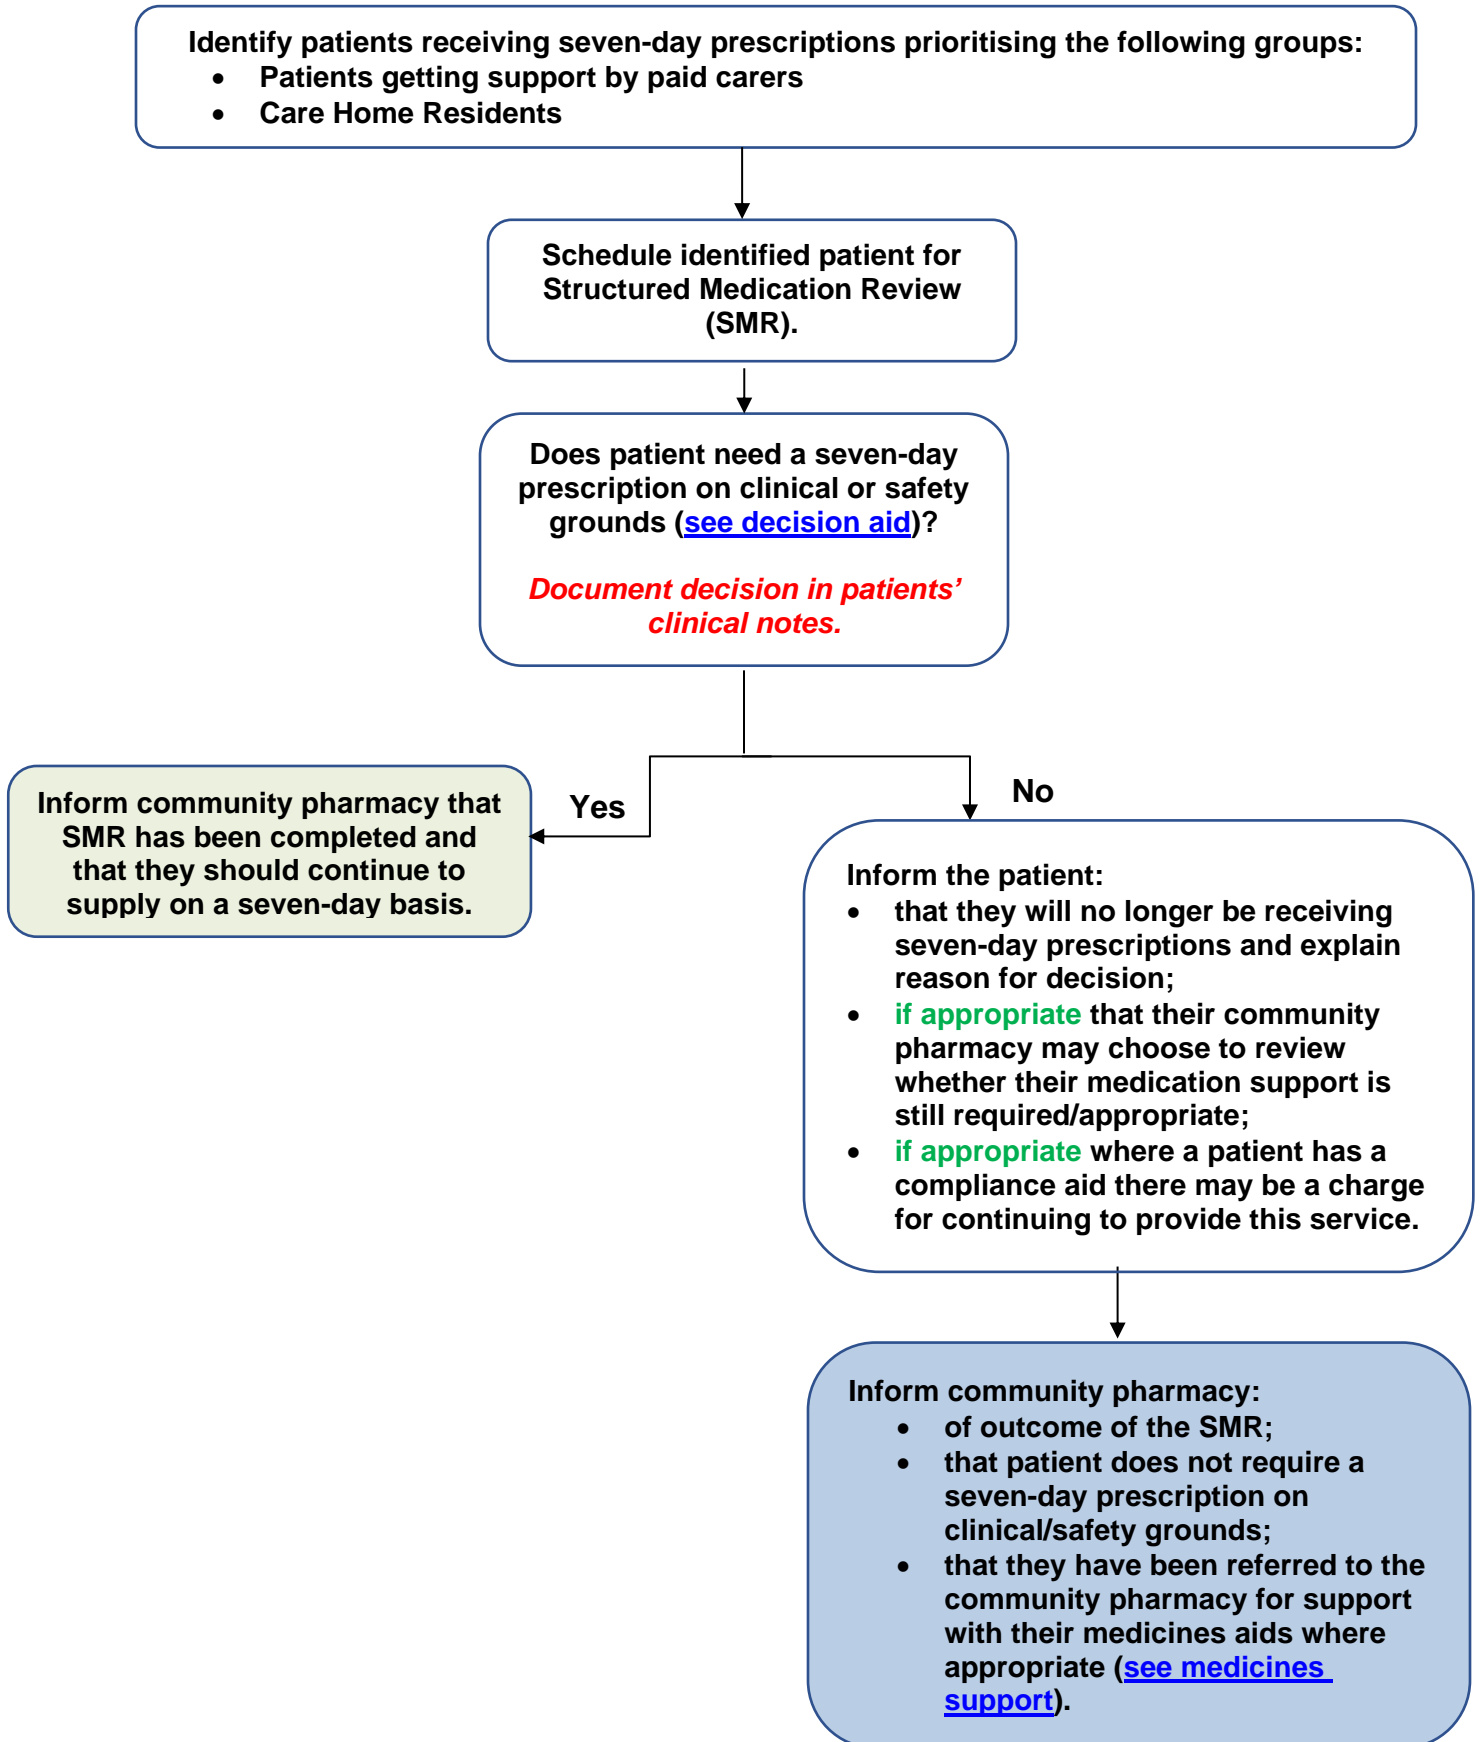 Identify patients receiving seven-day prescriptions prioritising the following groups:
• Patients getting support by paid carers
• Care Home Residents
Schedule identified patient for
Structured Medication Review
(SMR).
Does patient need a seven-day
prescription on clinical or safety
grounds (see decision aid)?
Document decision in patients’
clinical notes.
Yes
No
Inform community pharmacy that
SMR has been completed and
that they should continue to
supply on a seven-day basis.
Inform the patient:
• that they will no longer be receiving
seven-day prescriptions and explain
reason for decision;
• if appropriate that their community
pharmacy may choose to review
whether their medication support is
still required/appropriate;
• if appropriate where a patient has a
compliance aid there may be a charge
for continuing to provide this service.
Inform community pharmacy:
• of outcome of the SMR;
• that patient does not require a
seven-day prescription on
clinical/safety grounds;
• that they have been referred to the
community pharmacy for support
with their medicines aids where
appropriate (see medicines
support).